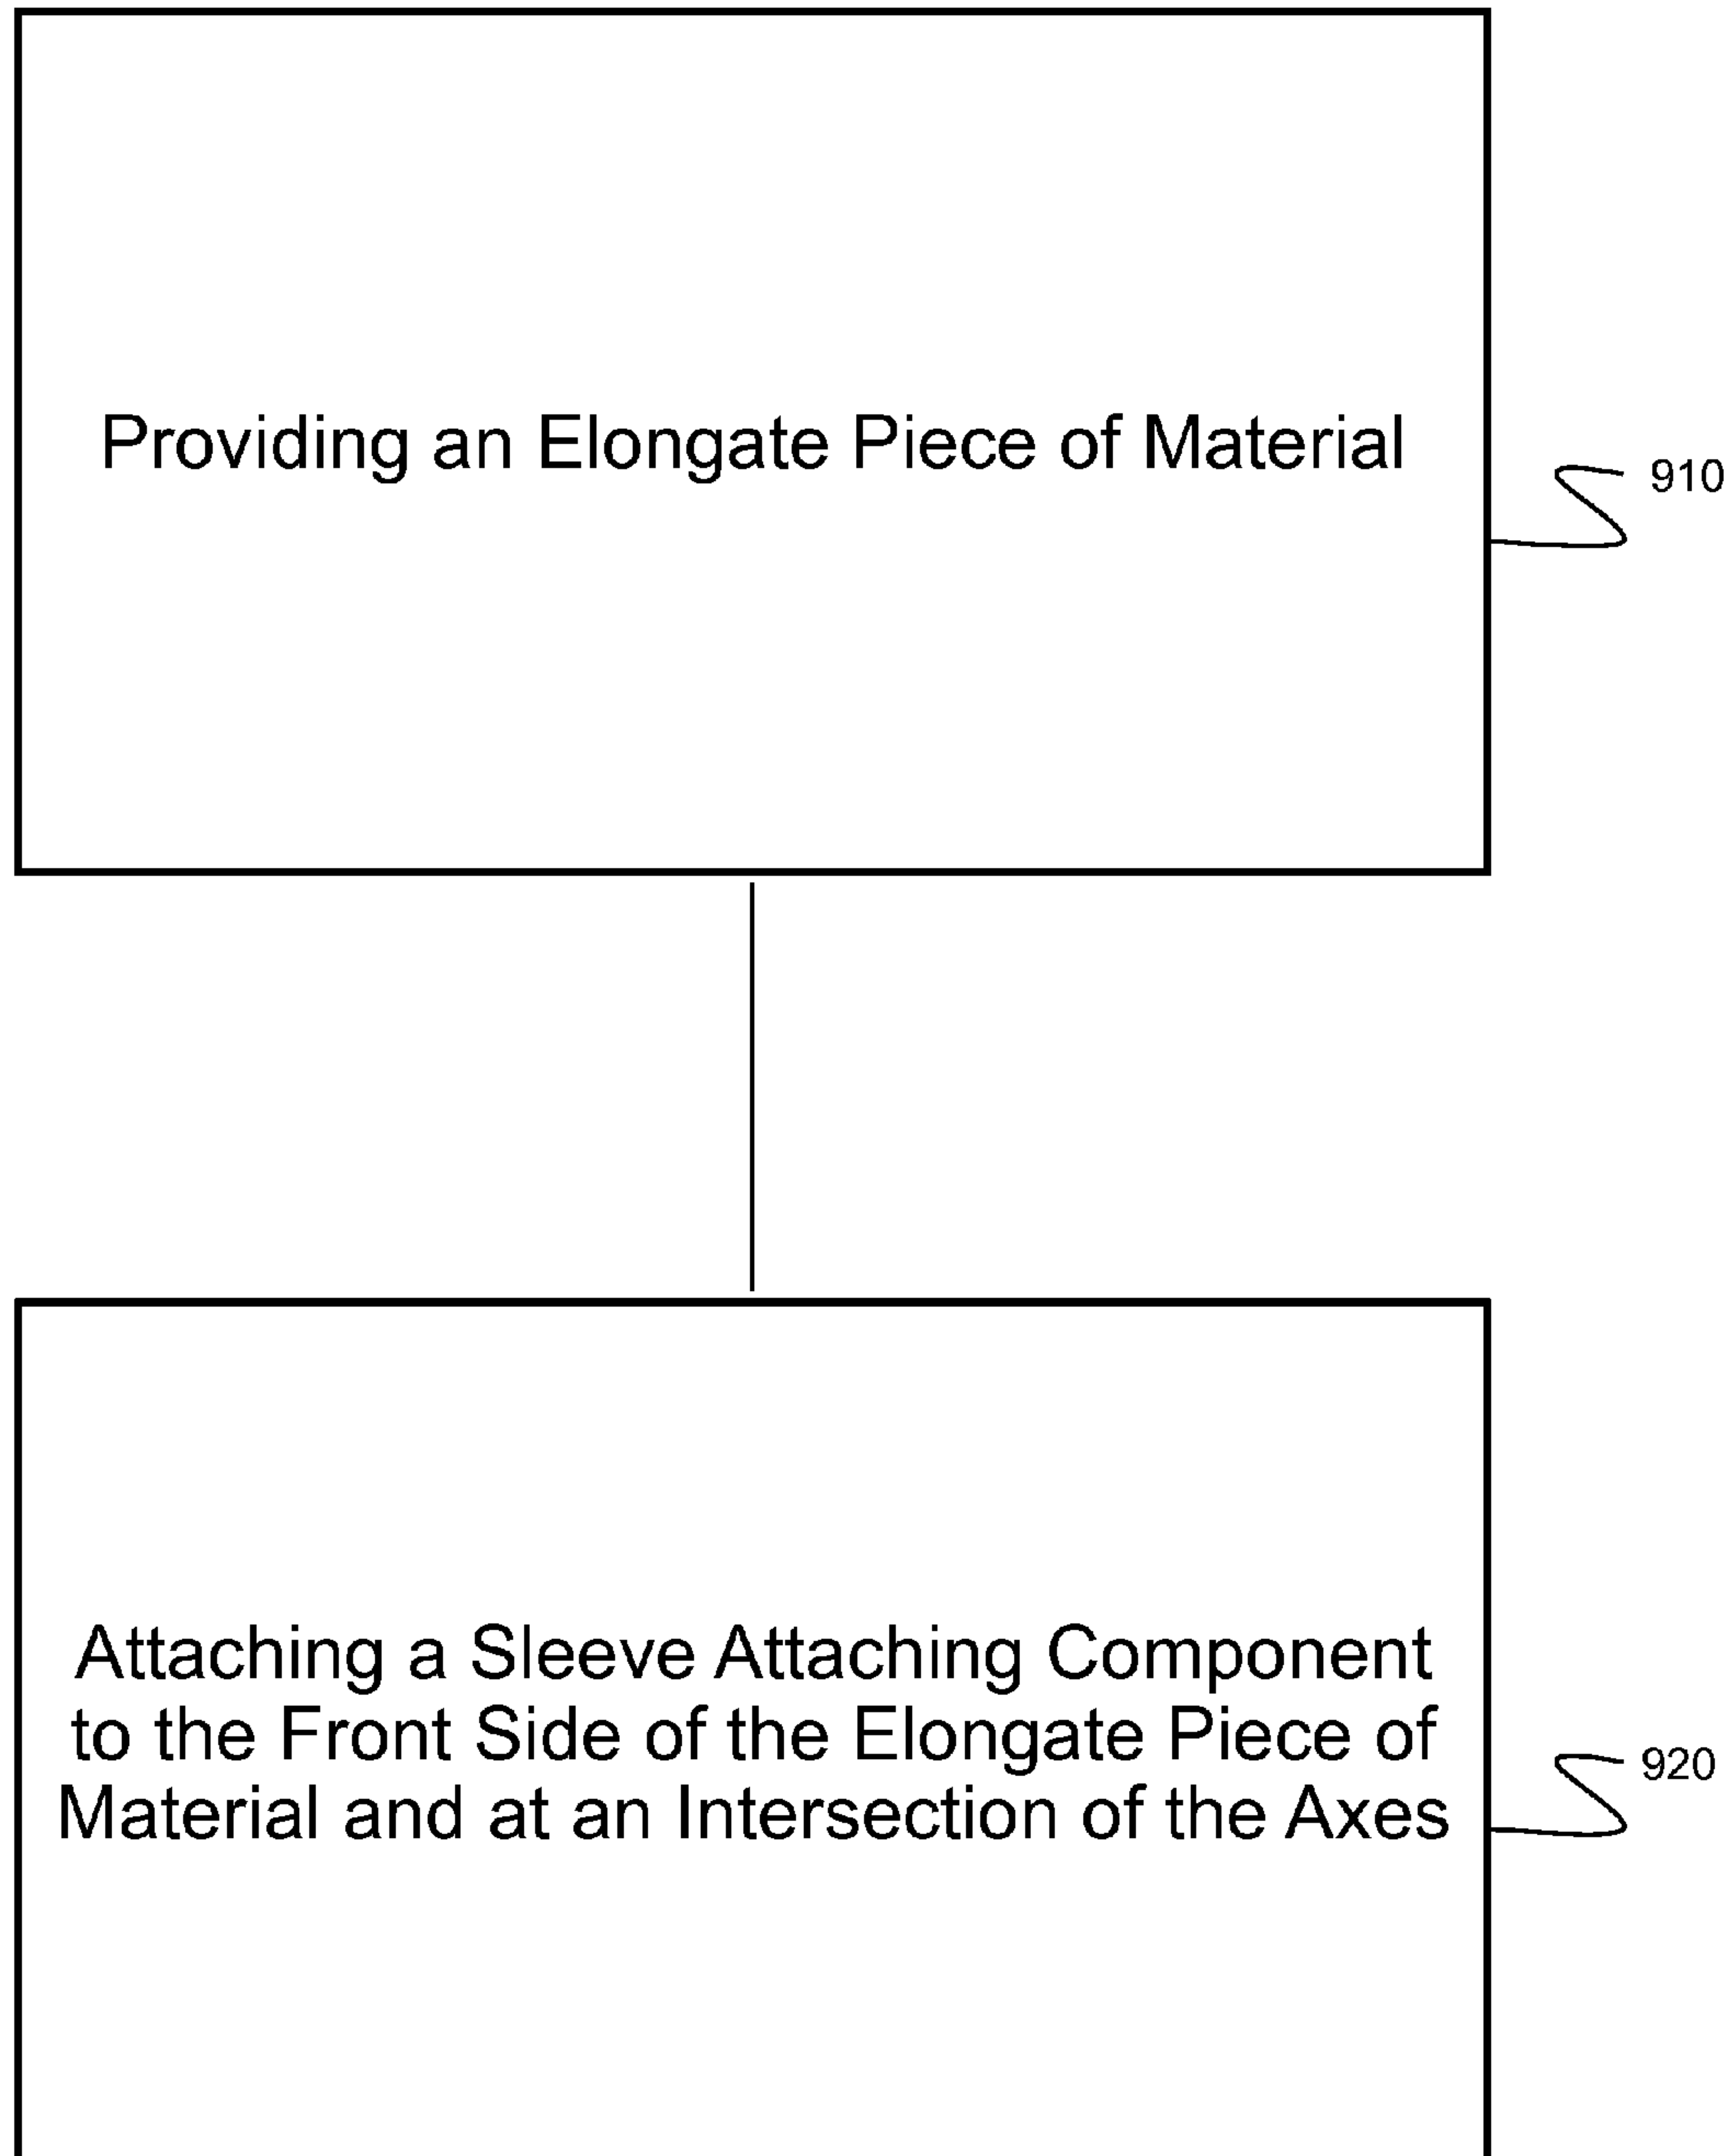 Providing an Elongate Piece of Material
910
Attaching a Sleeve Attaching Component
to the Front Side of the Elongate Piece of
Material and at an Intersection of the Axes
920